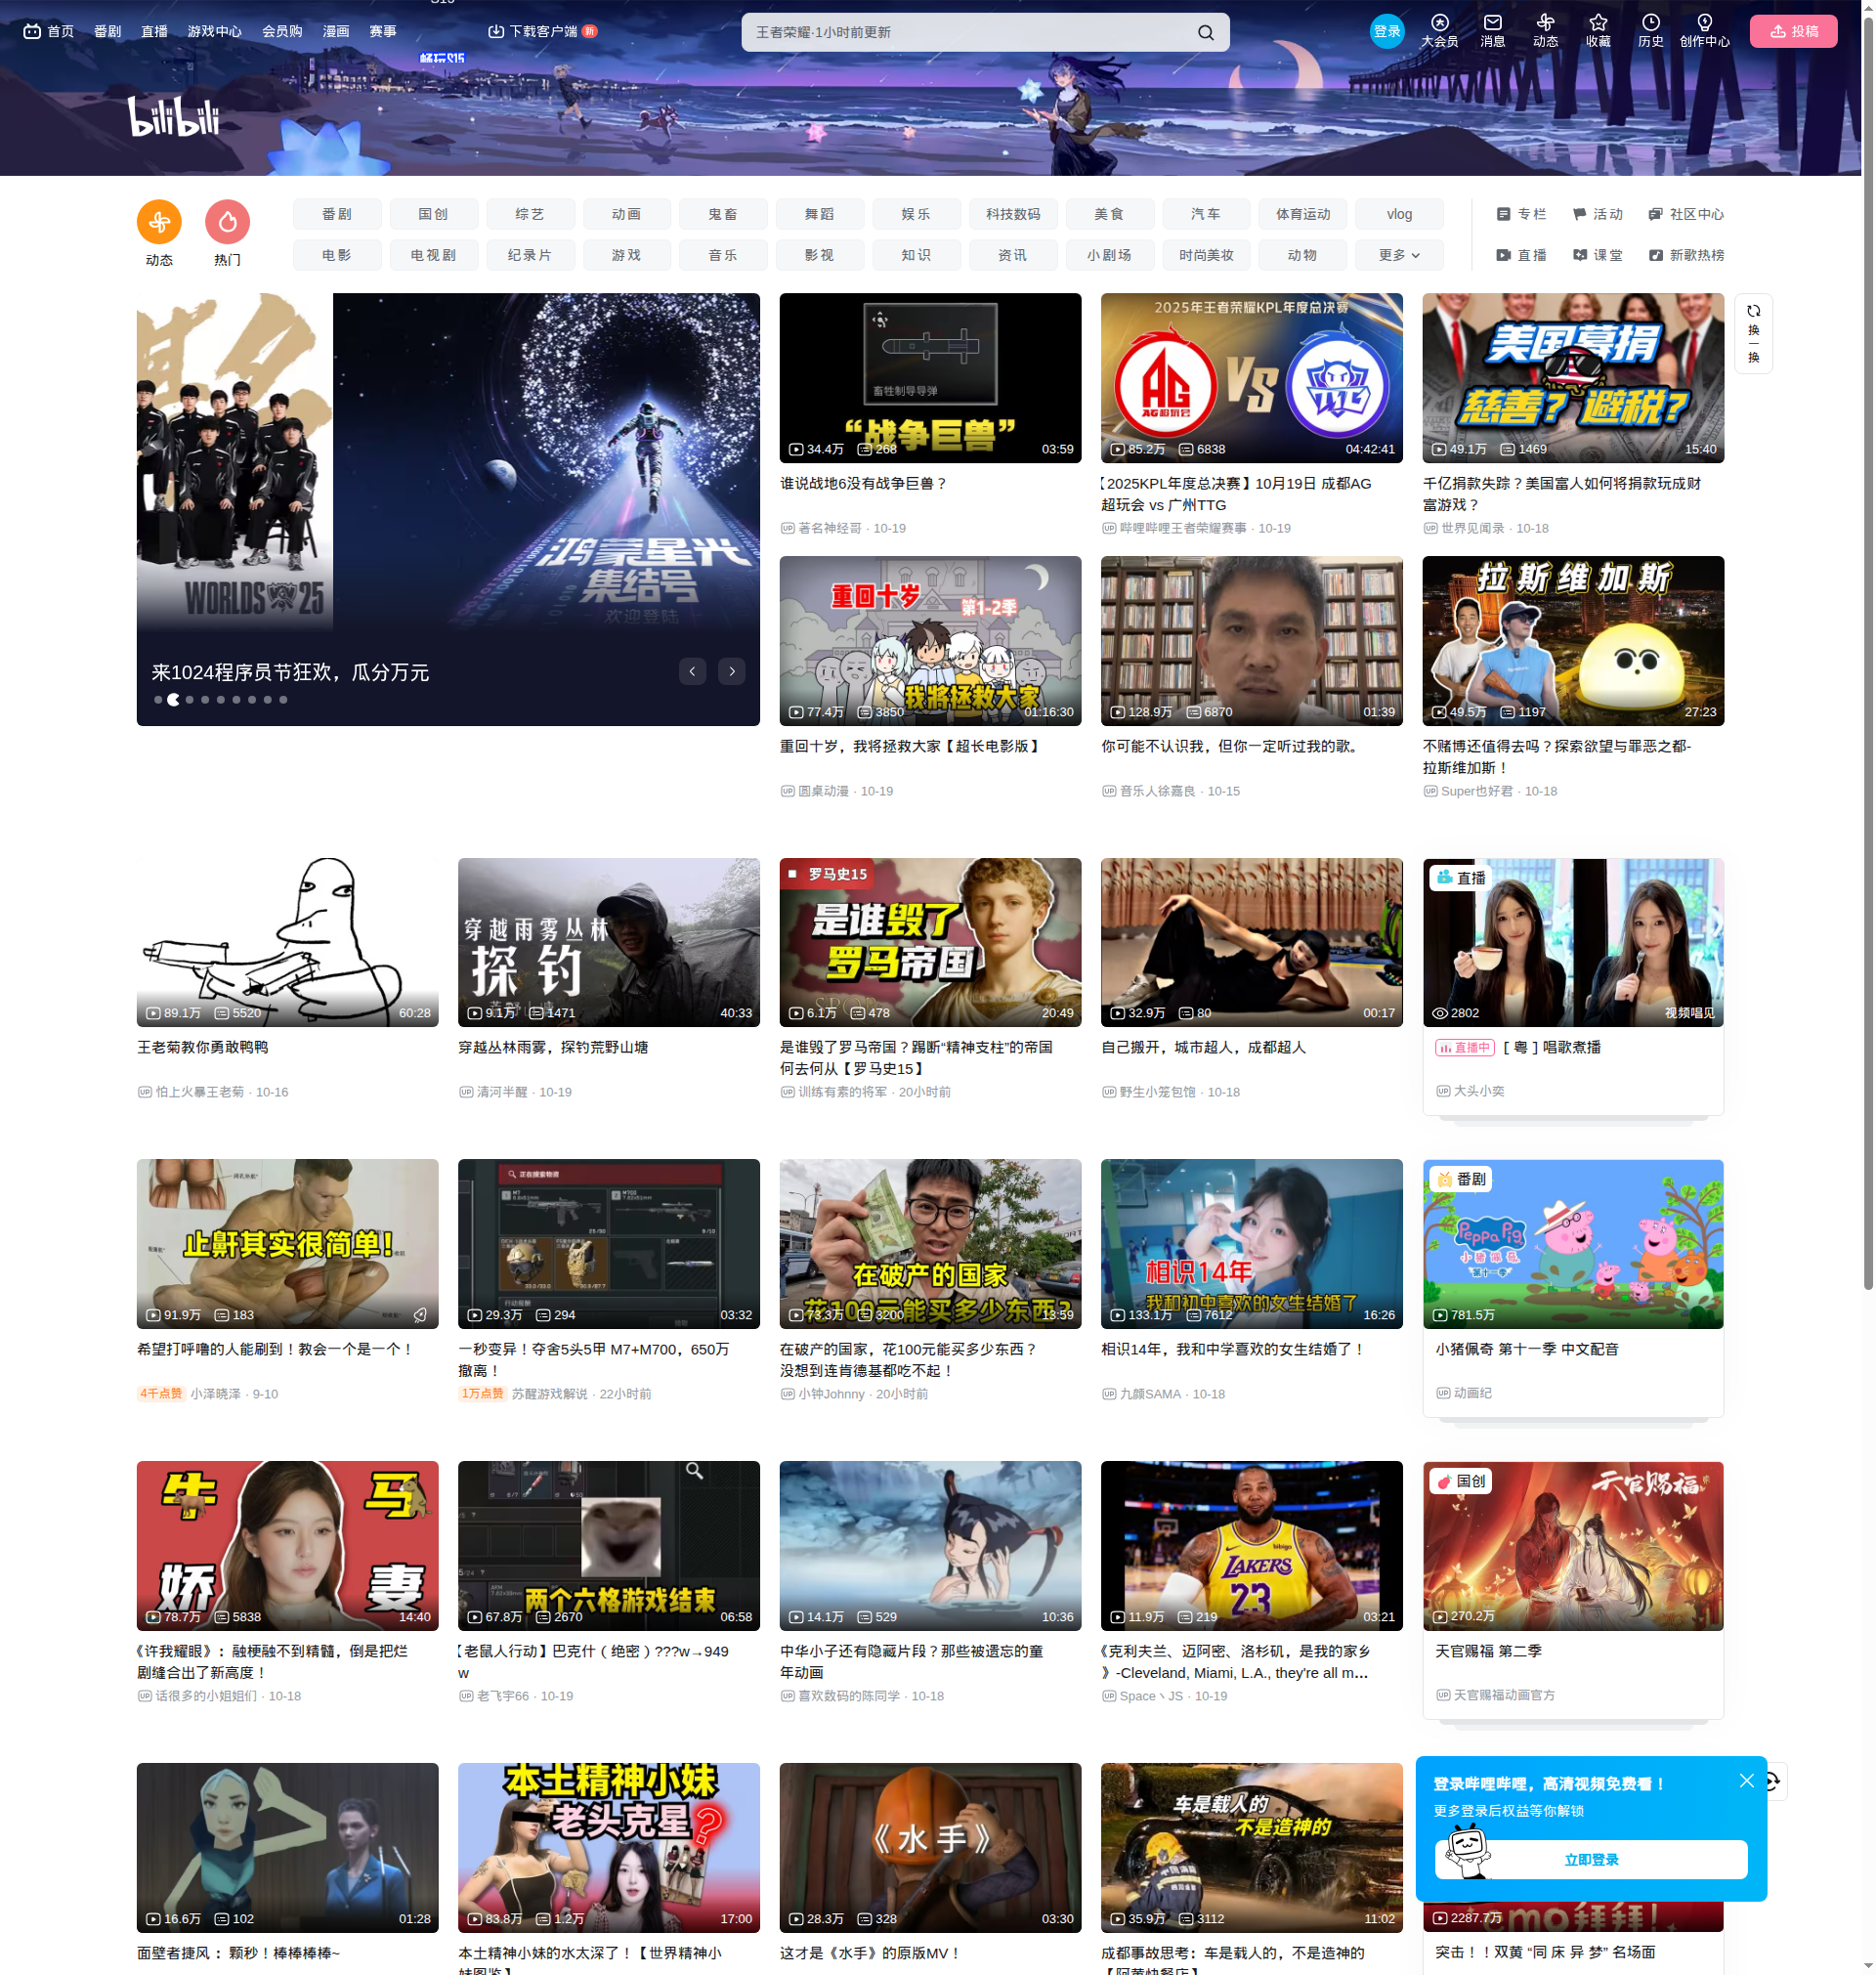 首页
番剧
直播
游戏中心
会员购
漫画
赛事
下载客户端
新
王者荣耀·1小时前更新
登录
大会员
消息
动态
收藏
历史
创作中心
投稿
畅玩S15
bilibili
动态
热门
番剧
国创
综艺
动画
鬼畜
舞蹈
娱乐
科技数码
美食
汽车
体育运动
vlog
电影
电视剧
纪录片
游戏
音乐
影视
知识
资讯
小剧场
时尚美妆
动物
更多
专栏
活动
社区中心
直播
课堂
新歌热榜
WORLDS 25
鸿蒙星光
集结号
欢迎登陆
来1024程序员节狂欢，瓜分万元
畜牲制导导弹
“战争巨兽”
34.4万
268
03:59
谁说战地6没有战争巨兽？
著名神经哥 · 10-19
2025年王者荣耀KPL年度总决赛
AG
AG超玩会
VS
TTG
85.2万
6838
04:42:41
【2025KPL年度总决赛】10月19日 成都AG
超玩会 vs 广州TTG
哔哩哔哩王者荣耀赛事 · 10-19
美国募捐
慈善？避税？
49.1万
1469
15:40
千亿捐款失踪？美国富人如何将捐款玩成财
富游戏？
世界见闻录 · 10-18
换一换
重回十岁
第1-2季
我将拯救大家
77.4万
3850
01:16:30
重回十岁，我将拯救大家【超长电影版】
圆桌动漫 · 10-19
128.9万
6870
01:39
你可能不认识我，但你一定听过我的歌。
音乐人徐嘉良 · 10-15
拉斯维加斯
49.5万
1197
27:23
不赌博还值得去吗？探索欲望与罪恶之都-
拉斯维加斯！
Super也好君 · 10-18
89.1万
5520
60:28
王老菊教你勇敢鸭鸭
怕上火暴王老菊 · 10-16
穿越雨雾丛林
探钓
荒野山塘
9.1万
1471
40:33
穿越丛林雨雾，探钓荒野山塘
清河半醒 · 10-19
罗马史15
是谁毁了
罗马帝国
SPQR
6.1万
478
20:49
是谁毁了罗马帝国？踢断“精神支柱”的帝国
何去何从【罗马史15】
训练有素的将军 · 20小时前
32.9万
80
00:17
自己搬开，城市超人，成都超人
野生小笼包饱 · 10-18
直播
2802
视频唱见
直播中
[ 粤 ] 唱歌煮播
大头小奕
止鼾其实很简单!
91.9万
183
希望打呼噜的人能刷到！教会一个是一个！
4千点赞
小泽晓泽 · 9-10
正在搜索物资
M7
M700
29.3万
294
03:32
一秒变异！夺舍5头5甲 M7+M700，650万
撤离！
1万点赞
苏醒游戏解说 · 22小时前
在破产的国家
花100元能买多少东西？
73.3万
3200
13:59
在破产的国家，花100元能买多少东西？
没想到连肯德基都吃不起！
小钟Johnny · 20小时前
相识14年
我和初中喜欢的女生结婚了
133.1万
7612
16:26
相识14年，我和中学喜欢的女生结婚了！
九颜SAMA · 10-18
番剧
Peppa Pig
小猪佩奇
第十一季
781.5万
小猪佩奇 第十一季 中文配音
动画纪
牛马
娇妻
78.7万
5838
14:40
《许我耀眼》：融梗融不到精髓，倒是把烂
剧缝合出了新高度！
话很多的小姐姐们 · 10-18
两个六格游戏结束
67.8万
2670
06:58
【老鼠人行动】巴克什（绝密）???w→949
w
老飞宇66 · 10-19
14.1万
529
10:36
中华小子还有隐藏片段？那些被遗忘的童
年动画
喜欢数码的陈同学 · 10-18
bibigo
LAKERS
23
11.9万
219
03:21
《克利夫兰、迈阿密、洛杉矶，是我的家乡
》-Cleveland, Miami, L.A., they're all m...
Space丶JS · 10-19
国创
天官赐福
270.2万
天官赐福 第二季
天官赐福动画官方
16.6万
102
01:28
面壁者捷风 ：颗秒！棒棒棒棒~
本土精神小妹
老头克星？
83.8万
1.2万
17:00
本土精神小妹的水太深了！【世界精神小
妹图鉴】
《水手》
28.3万
328
03:30
这才是《水手》的原版MV！
车是载人的
不是造神的
35.9万
3112
11:02
成都事故思考：车是载人的，不是造神的
【阿黄快餐店】
登录哔哩哔哩，高清视频免费看！
更多登录后权益等你解锁
立即登录
emo拜拜!
2287.7万
突击！！双黄 “同 床 异 梦” 名场面